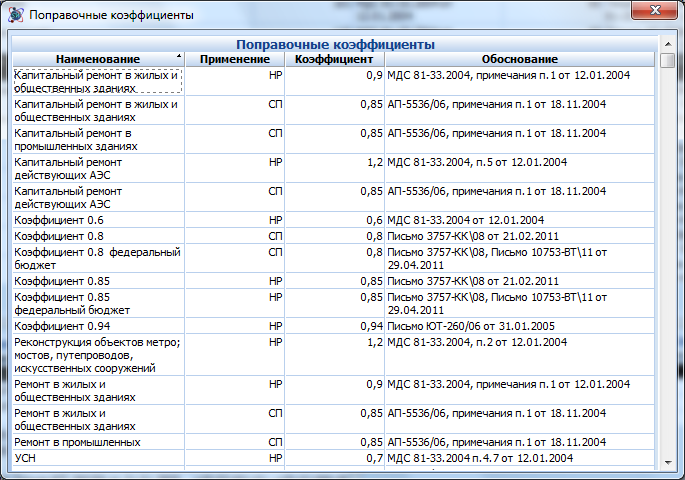 Поправочные коэффициенты
Поправочные коэффициенты
Наименование Применение Коэффициент Обоснование
Капитальный ремонт в жилых и НР 0,9 МДС 81-33.2004, примечания п.1 от 12.01.2004
общественных зданиях
Капитальный ремонт в жилых и СП 0,85 АП-5536/06, примечания п.1 от 18.11.2004
общественных зданиях
Капитальный ремонт в СП 0,85 АП-5536/06, примечания п.1 от 18.11.2004
промышленных зданиях
Капитальный ремонт НР 1,2 МДС 81-33.2004, п.5 от 12.01.2004
действующих АЭС
Капитальный ремонт СП 0,85 АП-5536/06, примечания п.1 от 18.11.2004
действующих АЭС
Коэффициент 0.6 НР 0,6 МДС 81-33.2004 от 12.01.2004
Коэффициент 0.8 СП 0,8 Письмо 3757-КК\08 от 21.02.2011
Коэффициент 0.8 федеральный СП 0,8 Письмо 3757-КК\08, Письмо 10753-ВТ\11 от
бюджет 29.04.2011
Коэффициент 0.85 НР 0,85 Письмо 3757-КК\08 от 21.02.2011
Коэффициент 0.85 НР 0,85 Письмо 3757-КК\08, Письмо 10753-ВТ\11 от
федеральный бюджет 29.04.2011
Коэффициент 0.94 НР 0,94 Письмо ЮТ-260/06 от 31.01.2005
Реконструкция объектов метро; НР 1,2 МДС 81-33.2004, п.2 от 12.01.2004
мостов, путепроводов,
искусственных сооружений
Ремонт в жилых и НР 0,9 МДС 81-33.2004, примечания п.1 от 12.01.2004
общественных зданиях
Ремонт в жилых и СП 0,85 АП-5536/06, примечания п.1 от 18.11.2004
общественных зданиях
Ремонт в промышленных СП 0,85 АП-5536/06, примечания п.1 от 18.11.2004
УСН НР 0,7 МДС 81-33.2004 п.4.7 от 12.01.2004